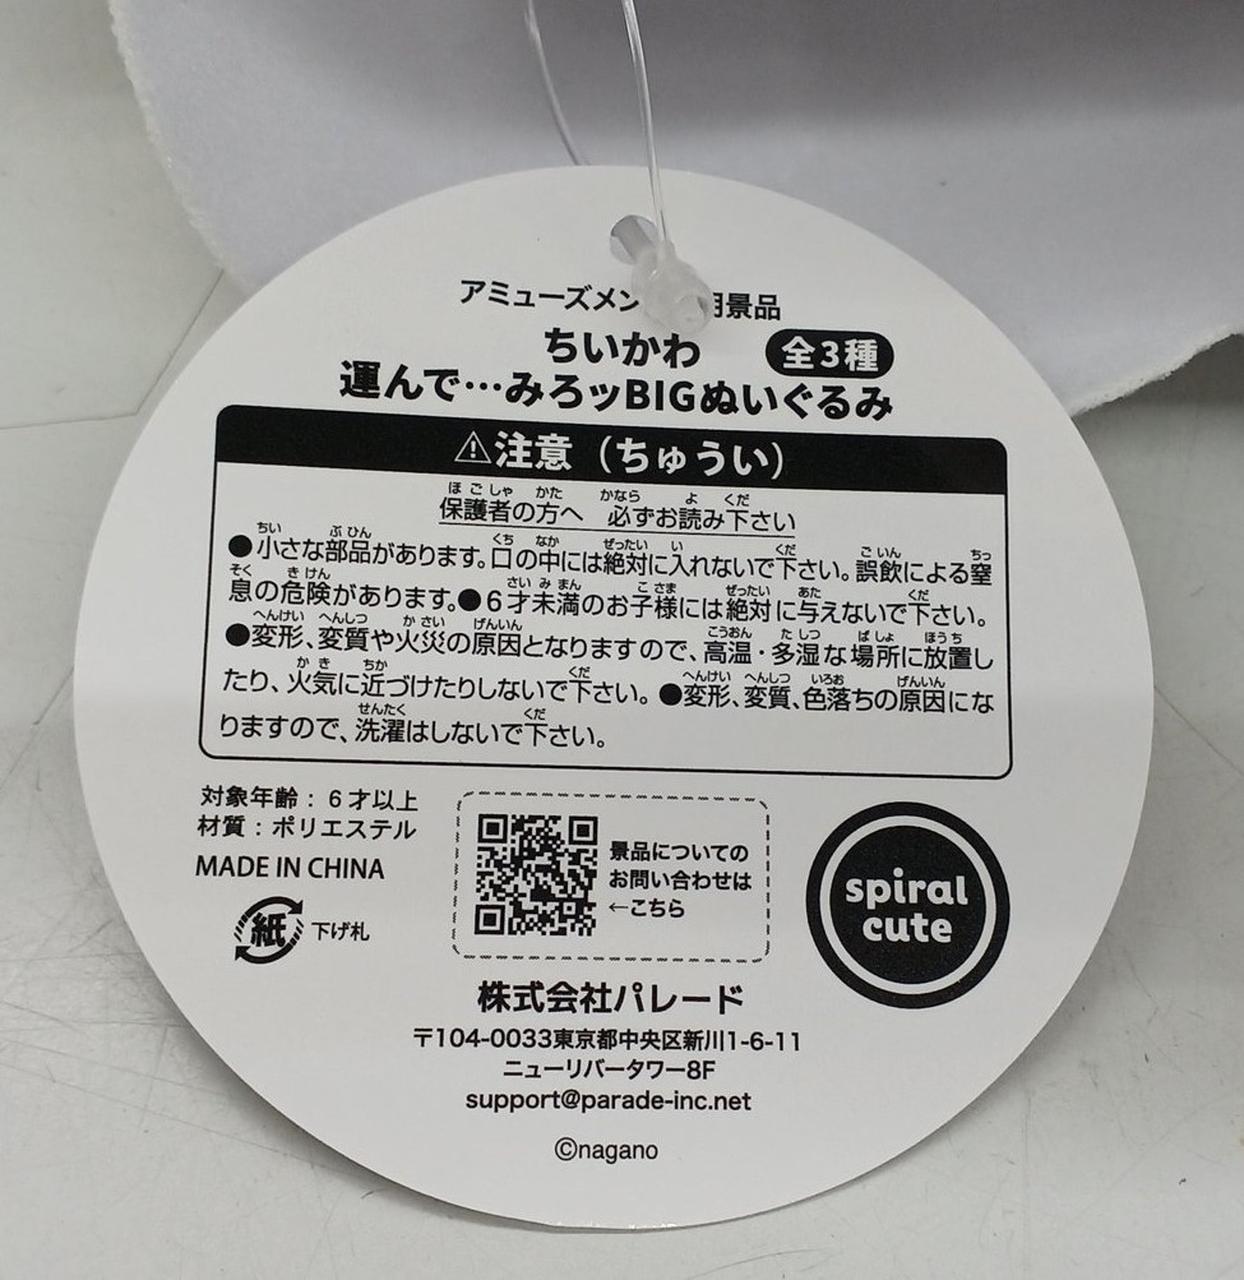 アミューズメン 用景品
ちいかわ 全3種
運んで…みろッBIGぬいぐるみ
⚠注意（ちゅうい）
保護者の方へ 必ずお読み下さい
●小さな部品があります。口の中には絶対に入れないで下さい。誤飲による窒
息の危険があります。●6才未満のお子様には絶対に与えないで下さい。
●変形、変質や火災の原因となりますので、高温・多湿な場所に放置し
たり、火気に近づけたりしないで下さい。●変形、変質、色落ちの原因にな
りますので、洗濯はしないで下さい。
対象年齢：6才以上
材質：ポリエステル
MADE IN CHINA
紙 下げ札
景品についての
お問い合わせは
←こちら
spiral
cute
株式会社パレード
〒104-0033東京都中央区新川1-6-11
ニューリバータワー8F
support@parade-inc.net
©nagano